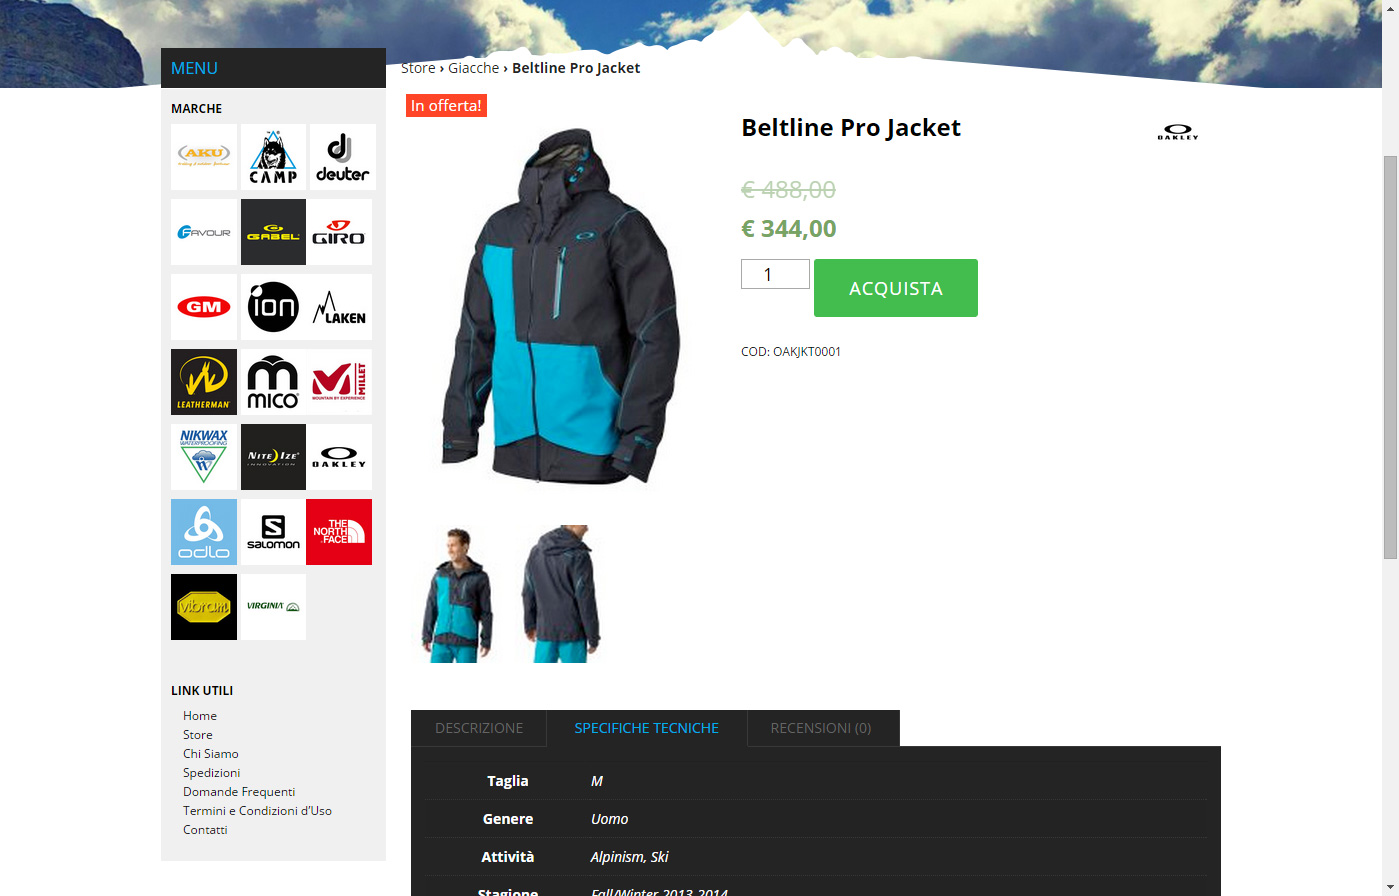 MENU
Store › Giacche › Beltline Pro Jacket
MARCHE
AKU
CAMP
deuter
FAVOUR
GABEL
GIRO
GM
ion
LAKEN
LEATHERMAN
mico
MILLET
MOUNTAIN BY EXPERIENCE
NIKWAX
WATERPROOFING
NITE IZE
INNOVATION
OAKLEY
odlo
SALOMON
THE
NORTH
FACE
vibram
VIRGINIA
LINK UTILI
Home
Store
Chi Siamo
Spedizioni
Domande Frequenti
Termini e Condizioni d'Uso
Contatti
In offerta!
Beltline Pro Jacket
OAKLEY
€ 488,00
€ 344,00
1
ACQUISTA
COD: OAKJKT0001
DESCRIZIONE
SPECIFICHE TECNICHE
RECENSIONI (0)
Taglia M
Genere Uomo
Attività Alpinism, Ski
Stagione Fall/Winter 2013-2014